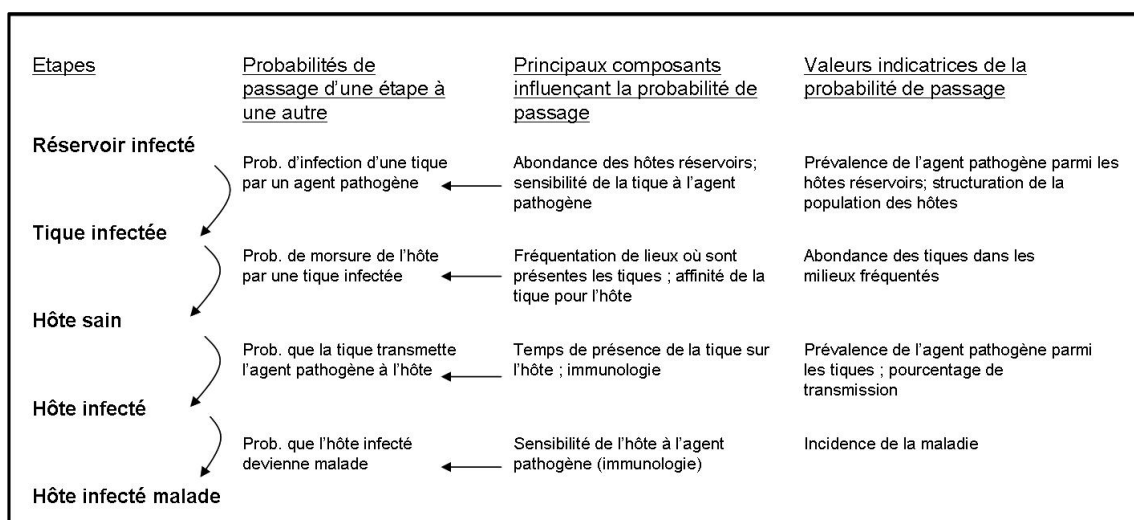 Etapes
Probabilités de
passage d'une étape à
une autre
Principaux composants
influençant la probabilité de
passage
Valeurs indicatrices de la
probabilité de passage
Réservoir infecté
Prob. d'infection d'une tique
par un agent pathogène
Abondance des hôtes réservoirs;
sensibilité de la tique à l'agent
pathogène
Prévalence de l'agent pathogène parmi les
hôtes réservoirs; structuration de la
population des hôtes
Tique infectée
Prob. de morsure de l'hôte
par une tique infectée
Fréquentation de lieux où sont
présentes les tiques ; affinité de la
tique pour l'hôte
Abondance des tiques dans les
milieux fréquentés
Hôte sain
Prob. que la tique transmette
l'agent pathogène à l'hôte
Temps de présence de la tique sur
l'hôte ; immunologie
Prévalence de l'agent pathogène parmi
les tiques ; pourcentage de
transmission
Hôte infecté
Prob. que l'hôte infecté
devienne malade
Sensibilité de l'hôte à l'agent
pathogène (immunologie)
Incidence de la maladie
Hôte infecté malade